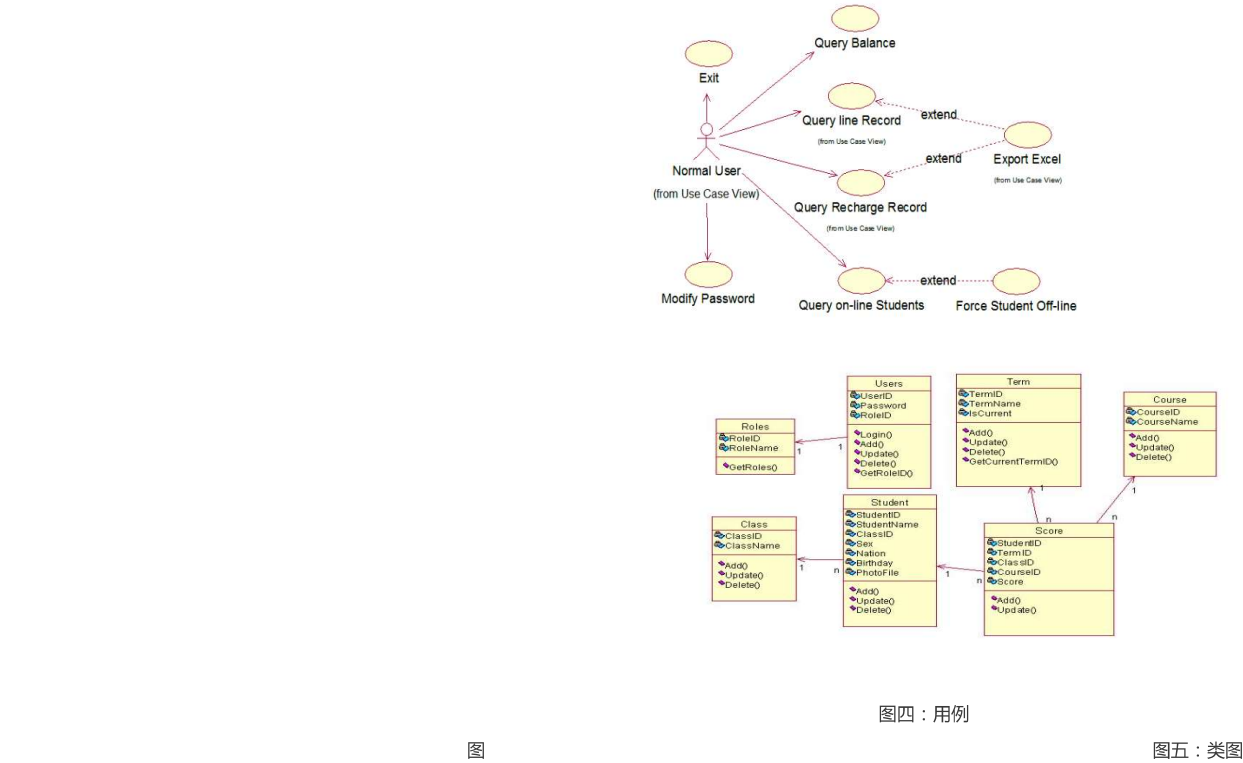 Query Balance
Exit
Query line Record
(from Use Case View)
extend
extend
Export Excel
(from Use Case View)
Normal User
(from Use Case View)
Query Recharge Record
(from Use Case View)
Modify Password
Query on-line Students
extend
Force Student Off-line
Users
UserID
Password
RoleID
Login()
Add()
Update()
Delete()
GetRoleID()
Term
TermID
TermName
IsCurrent
Add()
Update()
Delete()
GetCurrentTermID()
Course
CourseID
CourseName
Add()
Update()
Delete()
Roles
RoleID
RoleName
GetRoles()
1
1
1
n
1
n
Class
ClassID
ClassName
Add()
Update()
Delete()
1
n
Student
StudentID
StudentName
ClassID
Sex
Nation
Birthday
PhotoFile
Add()
Update()
Delete()
1
n
Score
StudentID
TermID
ClassID
CourseID
Score
Add()
Update()
图四：用例
图
图五：类图